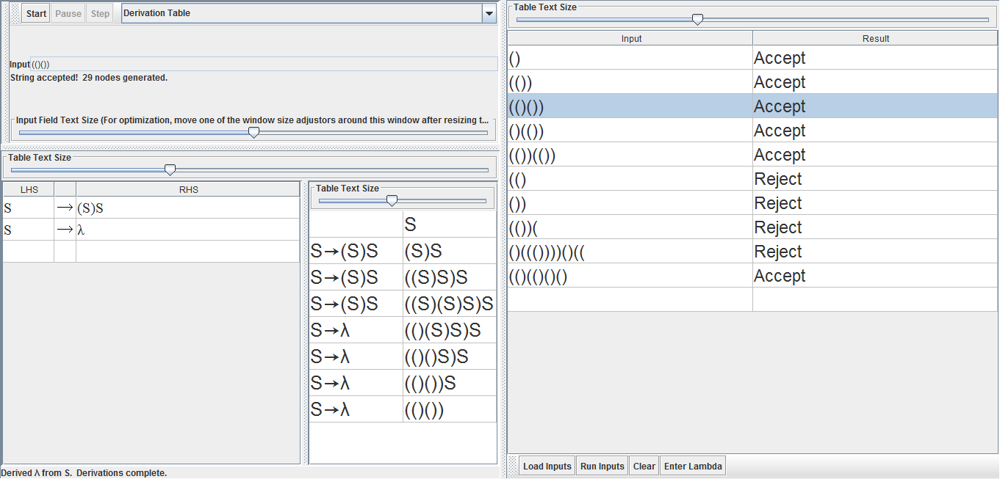 Start Pause Step Derivation Table
Input (()())
String accepted! 29 nodes generated.
Input Field Text Size (For optimization, move one of the window size adjustors around this window after resizing t...
Table Text Size
LHS RHS
S → (S)S
S → λ
Table Text Size
S
S→(S)S (S)S
S→(S)S ((S)S)S
S→(S)S ((S)(S)S)S
S→λ (()(S)S)S
S→λ (()()S)S
S→λ (()())S
S→λ (()())
Derived λ from S. Derivations complete.
Table Text Size
Input Result
() Accept
(()) Accept
(()()) Accept
()(()) Accept
(())(()) Accept
(() Reject
()) Reject
(())( Reject
()((())))()(( Reject
(()(()()() Accept
Load Inputs Run Inputs Clear Enter Lambda